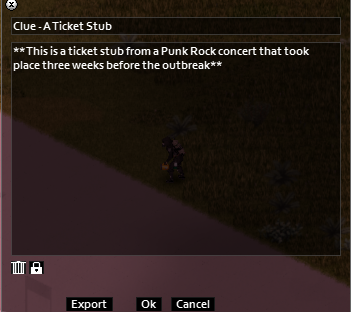 Clue - A Ticket Stub
**This is a ticket stub from a Punk Rock concert that took
place three weeks before the outbreak**
Export Ok Cancel